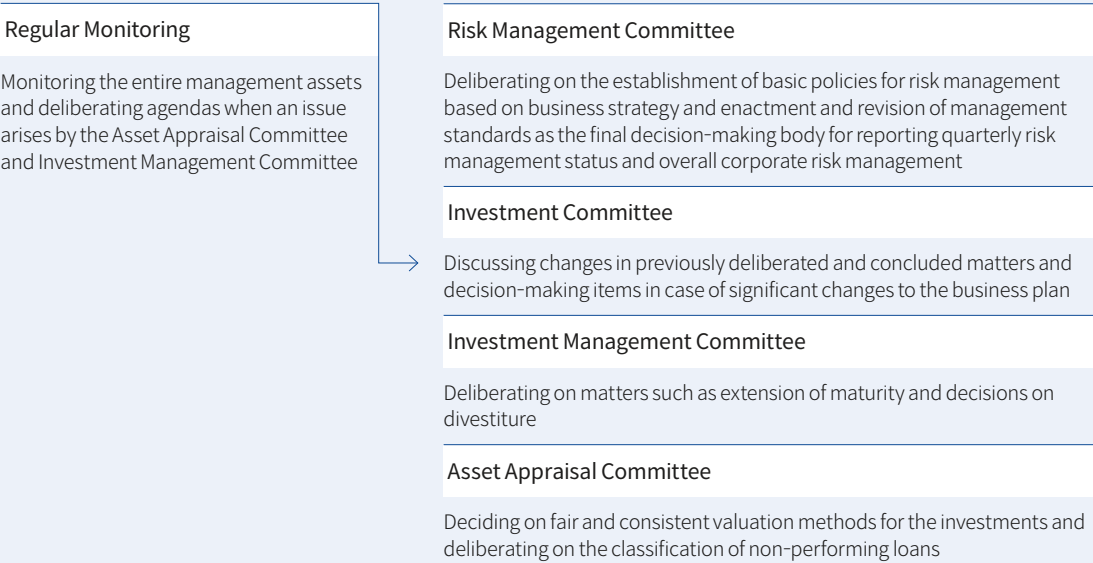 Regular Monitoring
Monitoring the entire management assets
and deliberating agendas when an issue
arises by the Asset Appraisal Committee
and Investment Management Committee
Risk Management Committee
Deliberating on the establishment of basic policies for risk management
based on business strategy and enactment and revision of management
standards as the final decision-making body for reporting quarterly risk
management status and overall corporate risk management
Investment Committee
Discussing changes in previously deliberated and concluded matters and
decision-making items in case of significant changes to the business plan
Investment Management Committee
Deliberating on matters such as extension of maturity and decisions on
divestiture
Asset Appraisal Committee
Deciding on fair and consistent valuation methods for the investments and
deliberating on the classification of non-performing loans